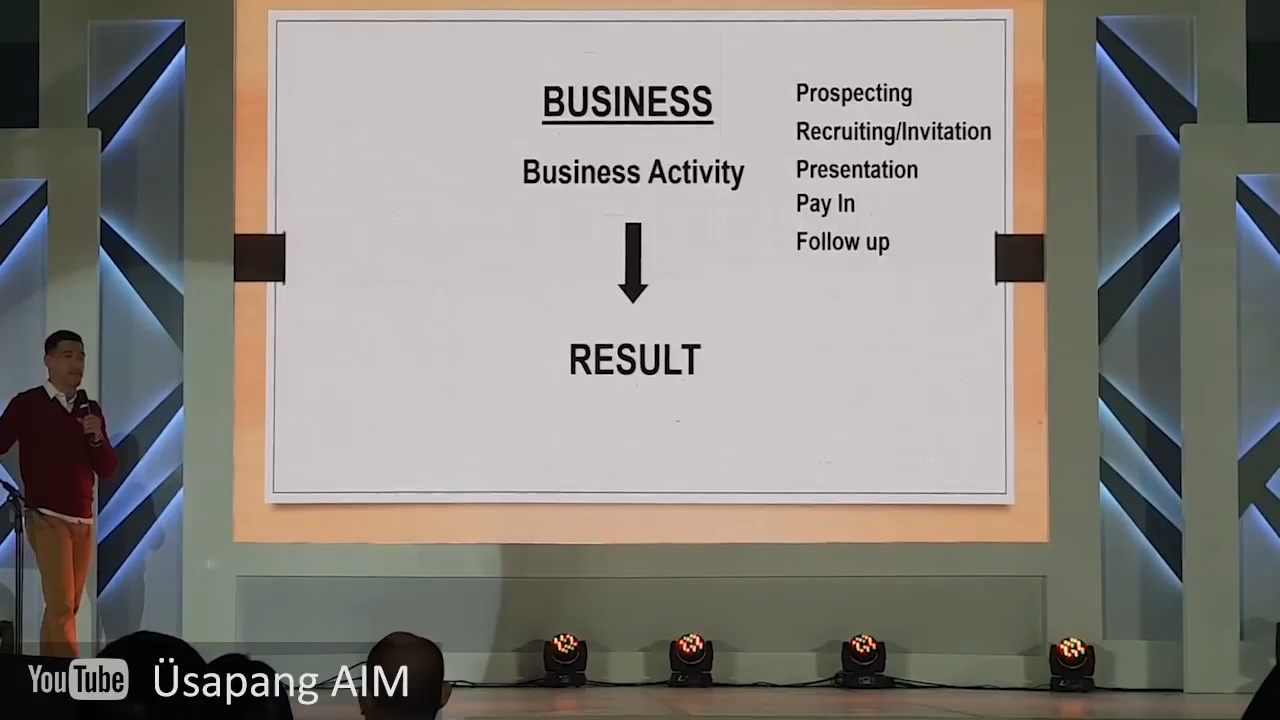 BUSINESS
Business Activity
RESULT
Prospecting
Recruiting/Invitation
Presentation
Pay In
Follow up
YouTube Üsapang AIM